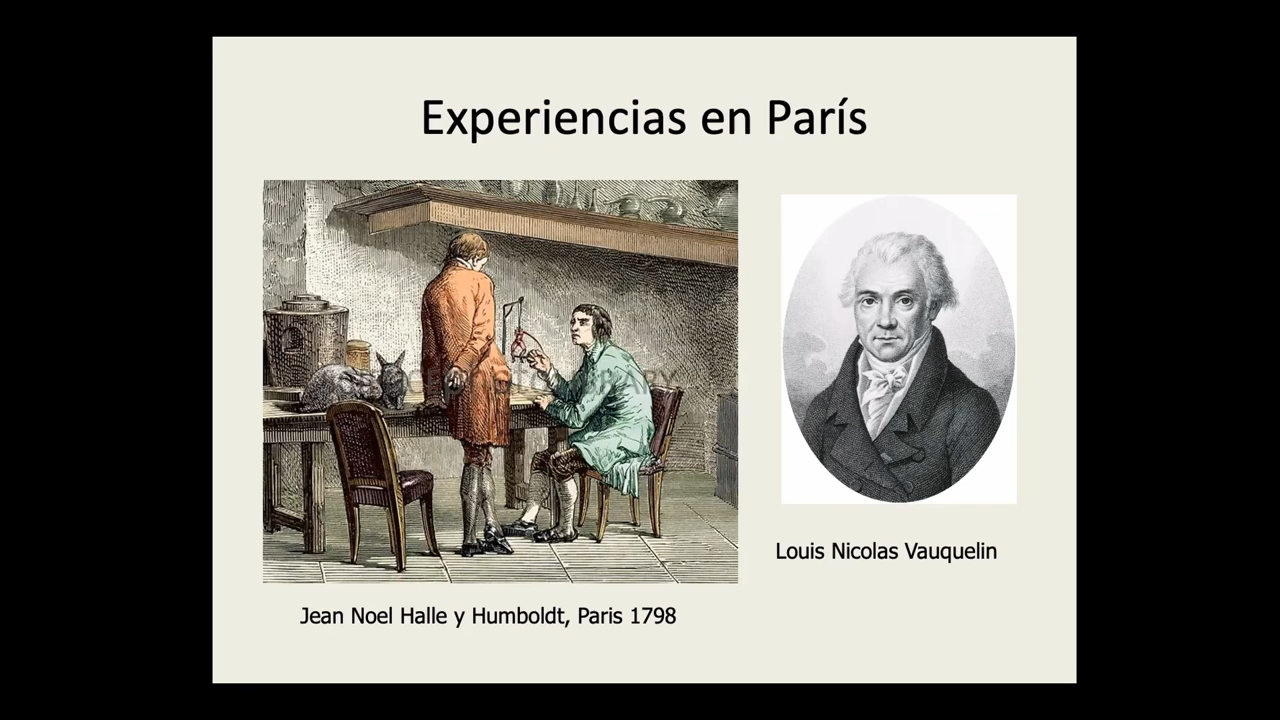 Experiencias en París
Jean Noel Halle y Humboldt, Paris 1798
Louis Nicolas Vauquelin